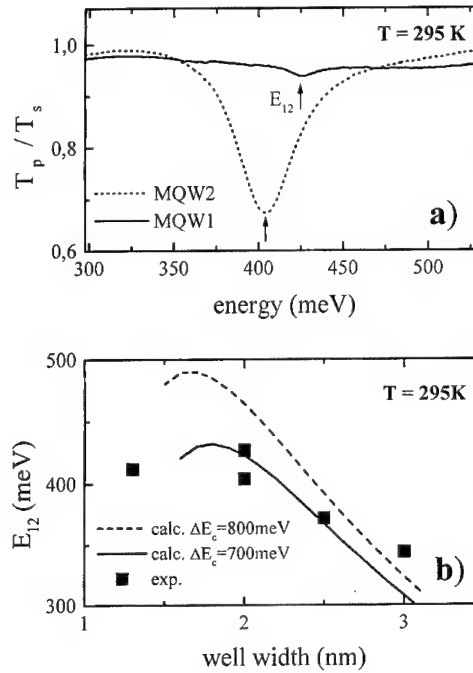 T = 295 K
1,0
0,8
0,6
T_p / T_s
E_12
MQW2
MQW1
a)
300 350 400 450 500
energy (meV)
500
400
300
E_12 (meV)
T = 295K
calc. ΔE_c=800meV
calc. ΔE_c=700meV
exp.
b)
1 2 3
well width (nm)